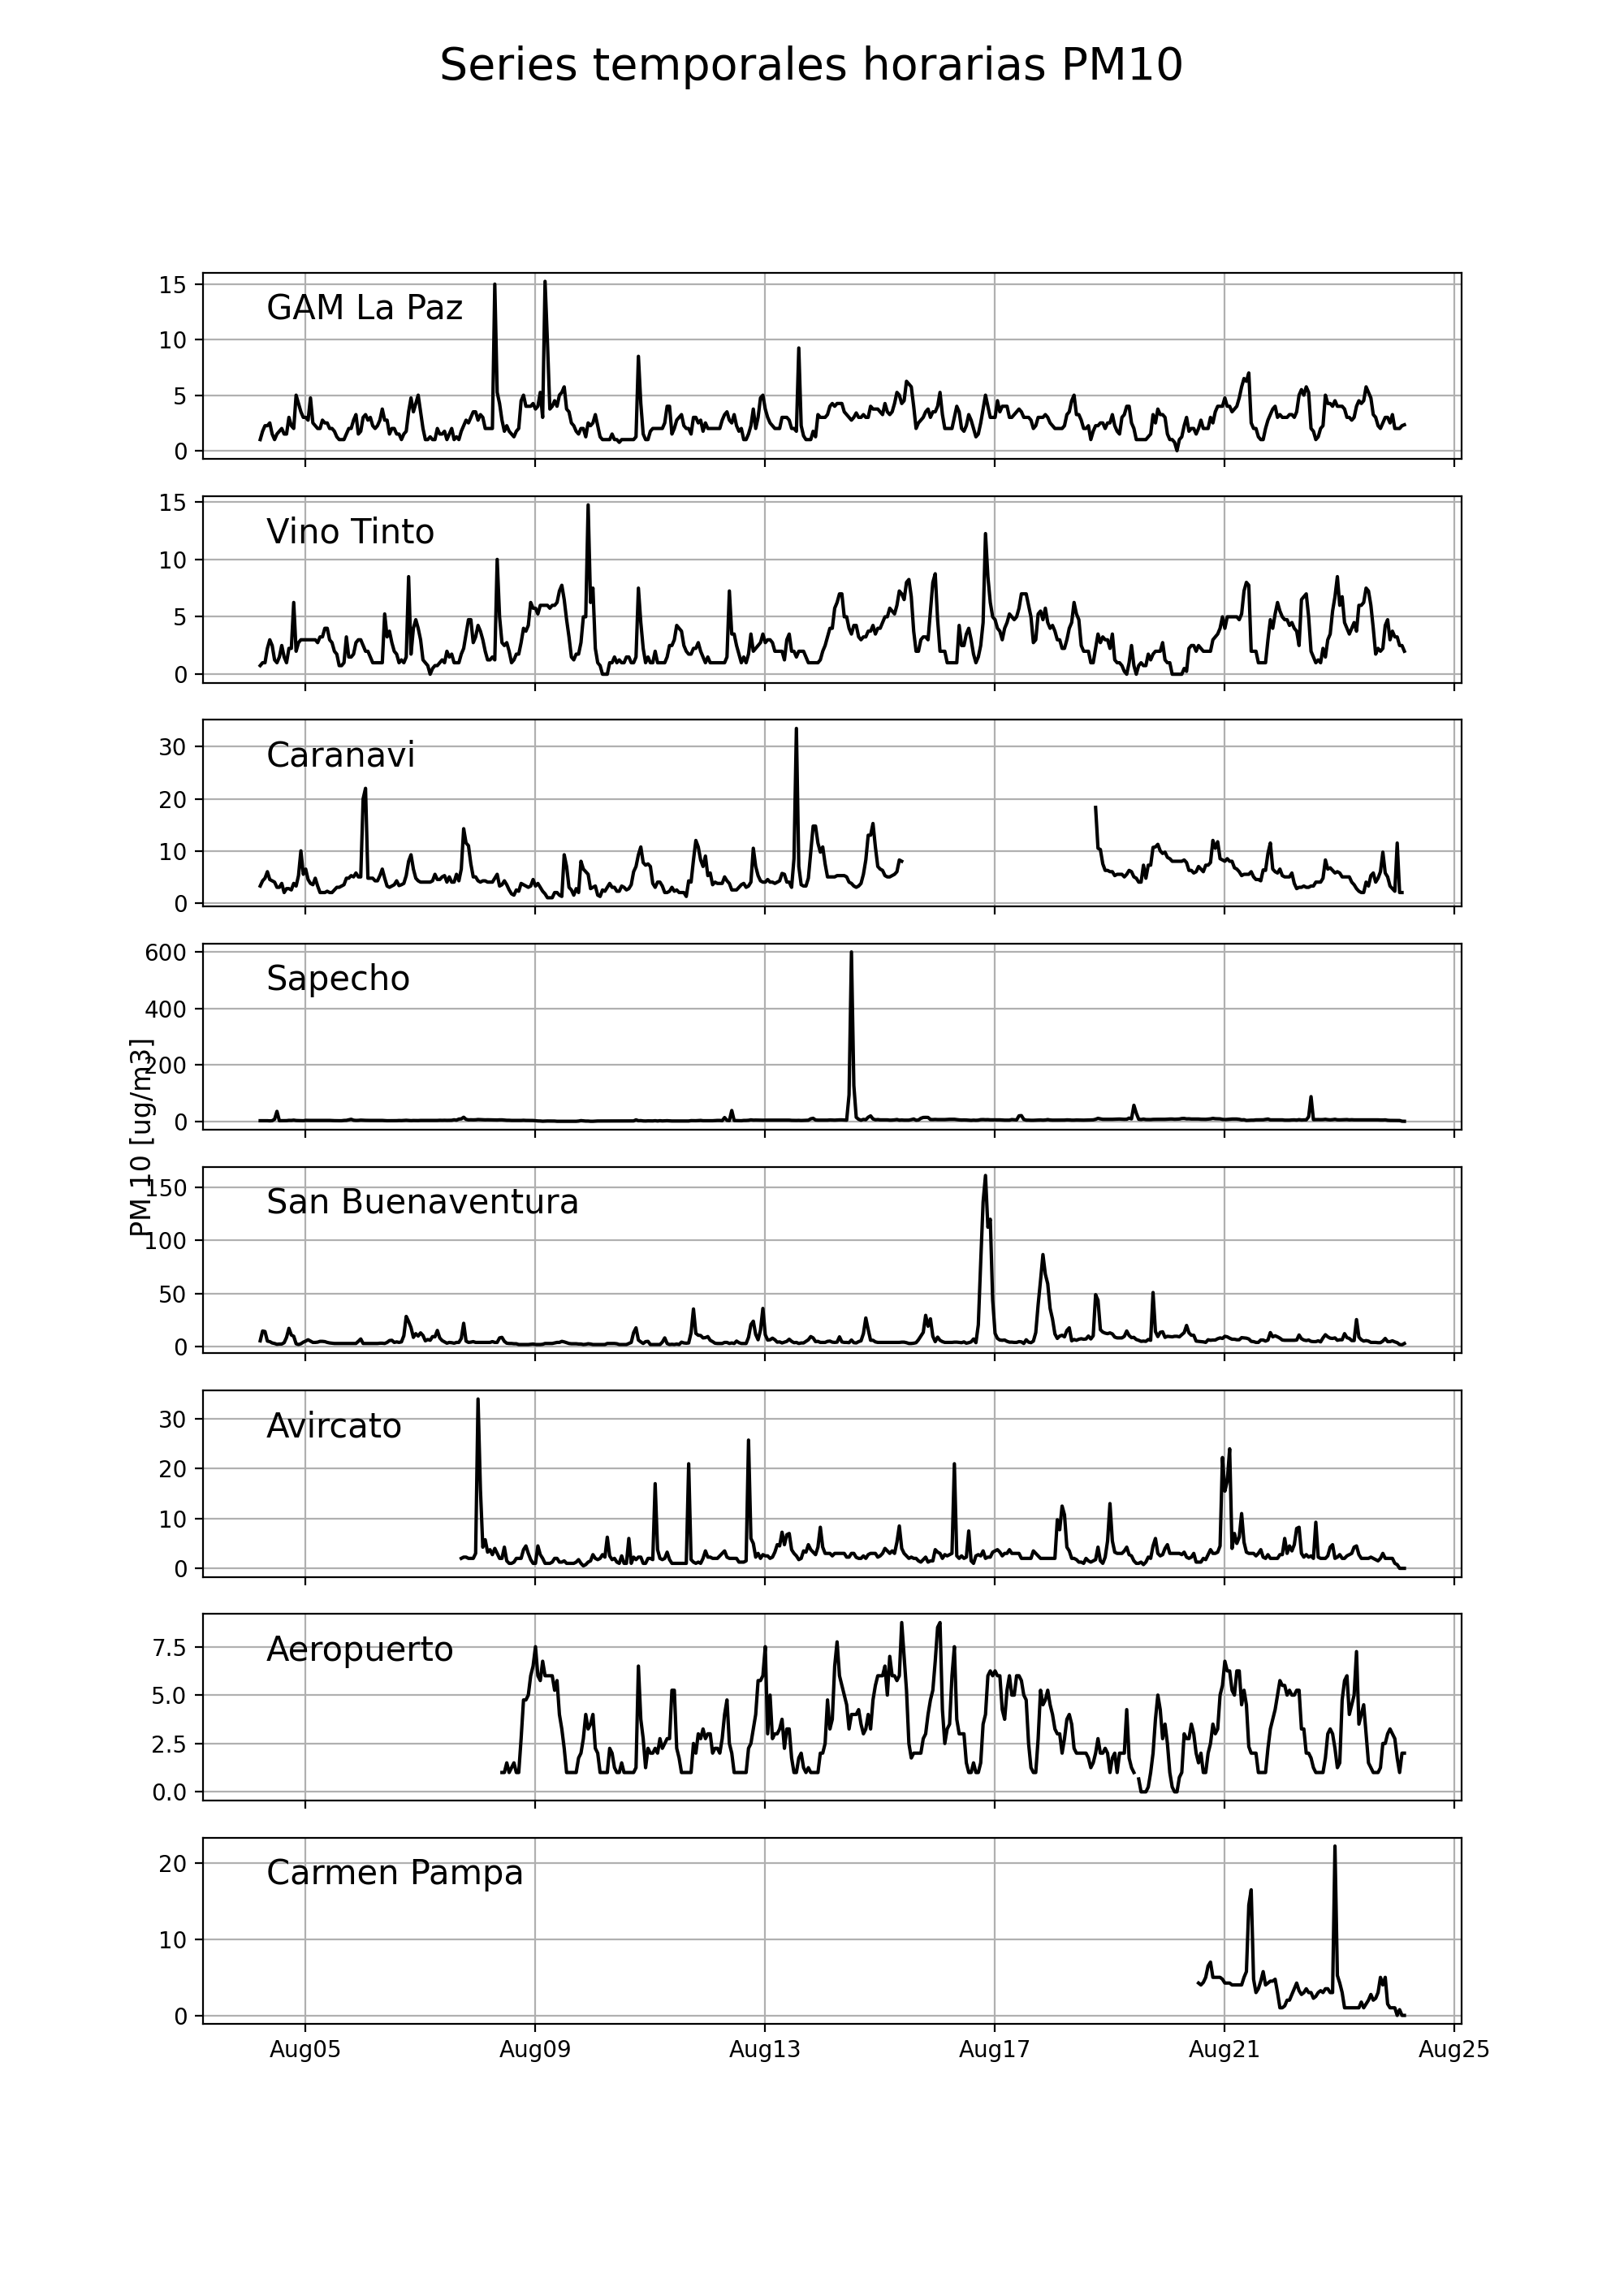 Series temporales horarias PM10
GAM La Paz
15
10
5
0
Vino Tinto
15
10
5
0
Caranavi
30
20
10
0
Sapecho
600
400
200
0
PM 10 [ug/m3]
San Buenaventura
150
100
50
0
Avircato
30
20
10
0
Aeropuerto
7.5
5.0
2.5
0.0
Carmen Pampa
20
10
0
Aug05 Aug09 Aug13 Aug17 Aug21 Aug25